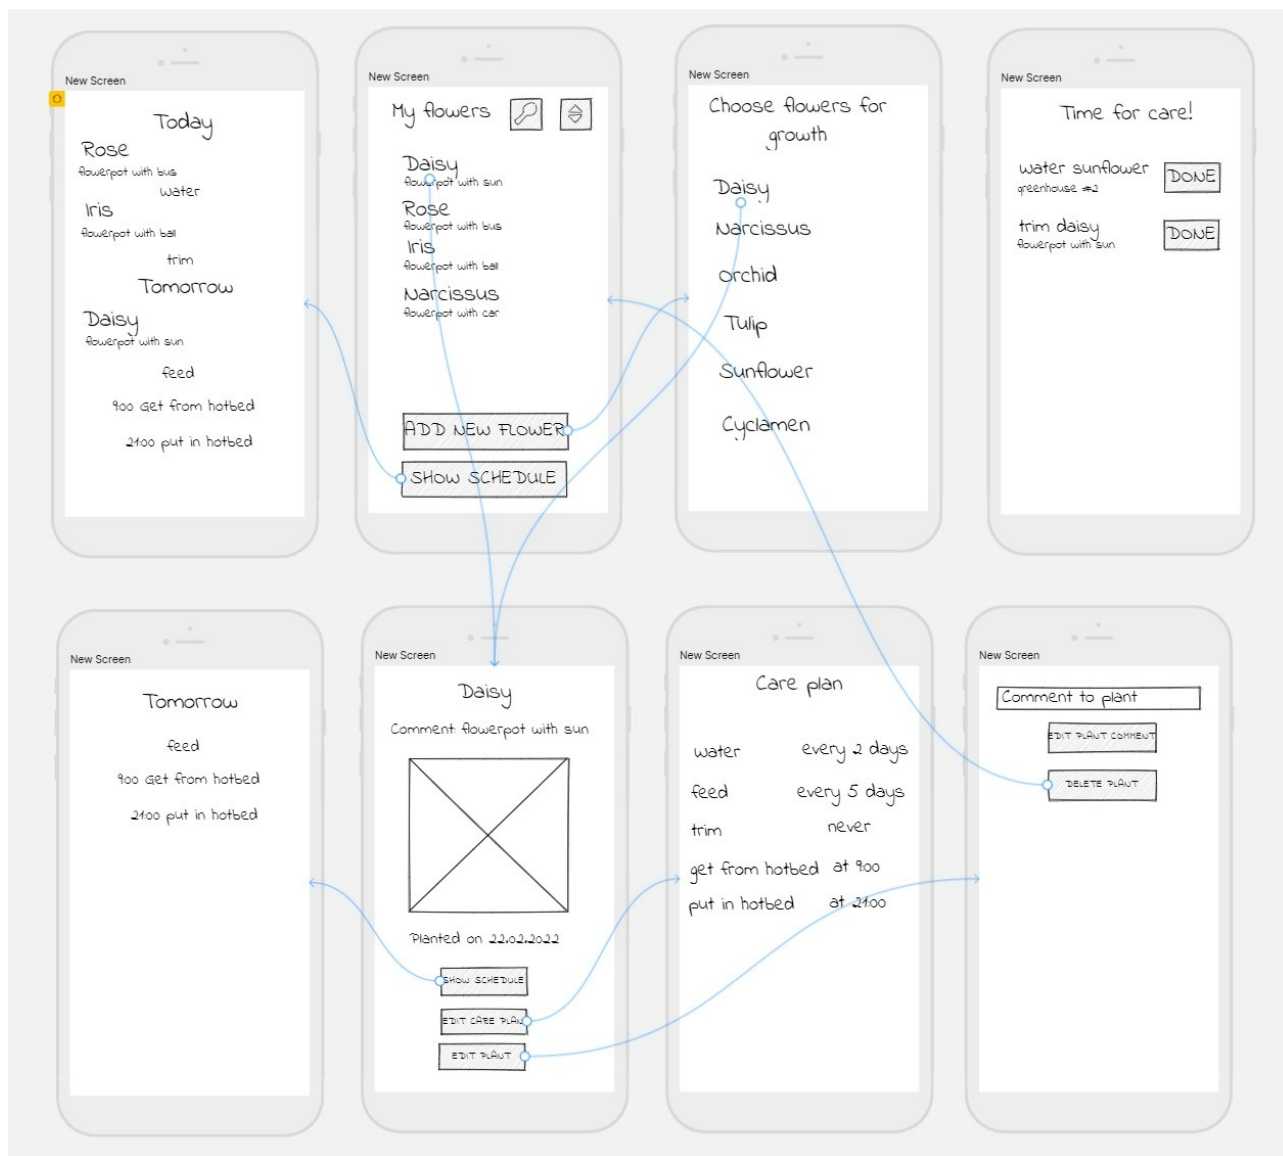 New Screen
Today
Rose
flowerpot with bus
water
Iris
flowerpot with ball
trim
Tomorrow
Daisy
flowerpot with sun
feed
9:00 Get from hotbed
21:00 put in hotbed
New Screen
My flowers
Daisy
flowerpot with sun
Rose
flowerpot with bus
Iris
flowerpot with ball
Narcissus
flowerpot with car
ADD NEW FLOWER
SHOW SCHEDULE
New Screen
Choose flowers for
growth
Daisy
Narcissus
orchid
Tulip
Sunflower
Cyclamen
New Screen
Time for care!
water sunflower
greenhouse #2
DONE
trim daisy
flowerpot with sun
DONE
New Screen
Tomorrow
feed
9:00 Get from hotbed
21:00 put in hotbed
New Screen
Daisy
Comment: flowerpot with sun
Planted on 22.02.2022
SHOW SCHEDULE
EDIT CARE PLAN
EDIT PLANT
New Screen
Care plan
water every 2 days
feed every 5 days
trim never
get from hotbed at 9:00
put in hotbed at 21:00
New Screen
Comment to plant
EDIT PLANT COMMENT
DELETE PLANT